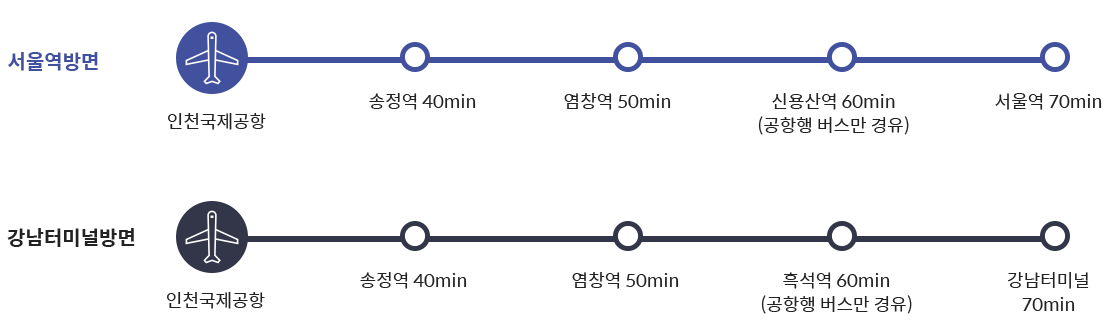 서울역방면
인천국제공항
송정역 40min
염창역 50min
신용산역 60min
(공항행 버스만 경유)
서울역 70min
강남터미널방면
인천국제공항
송정역 40min
염창역 50min
흑석역 60min
(공항행 버스만 경유)
강남터미널
70min